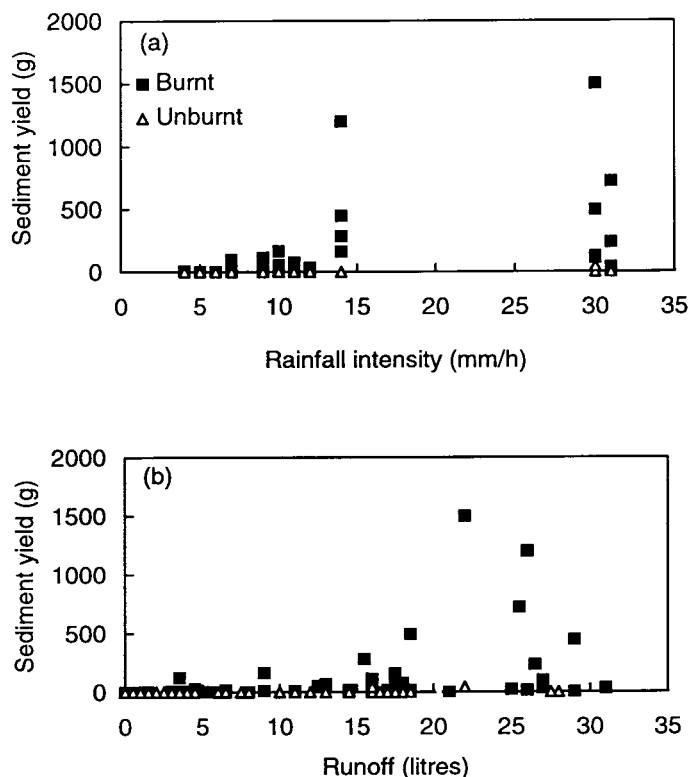 2000
(a)
Burnt
1500
Unburnt
1000
500
0
Sediment yield (g)
0 5 10 15 20 25 30 35
Rainfall intensity (mm/h)
2000
(b)
1500
1000
500
0
Sediment yield (g)
0 5 10 15 20 25 30 35
Runoff (litres)